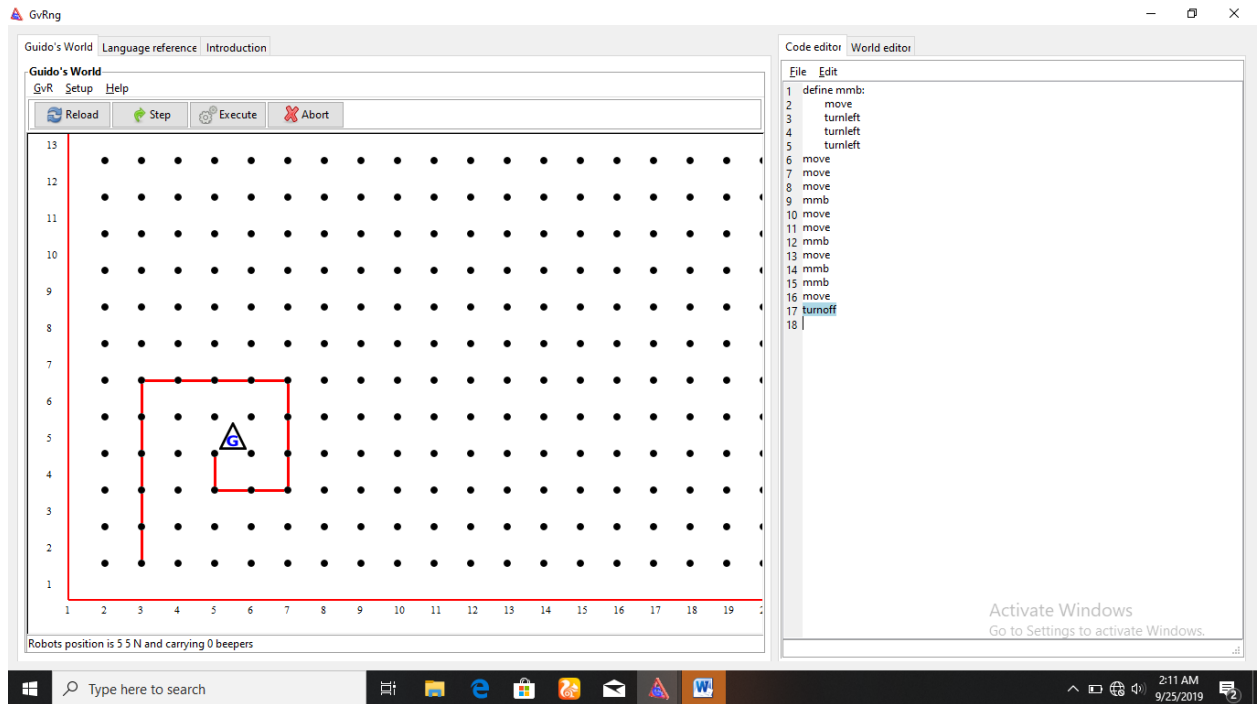 GvRng
Guido's World Language reference Introduction
Guido's World
GvR Setup Help
Reload Step Execute Abort
13
12
11
10
9
8
7
6
5
4
3
2
1
G
1 2 3 4 5 6 7 8 9 10 11 12 13 14 15 16 17 18 19
Robots position is 5 5 N and carrying 0 beepers
Code editor World editor
File Edit
1 define mmb:
2 move
3 turnleft
4 turnleft
5 turnleft
6 move
7 move
8 move
9 mmb
10 move
11 move
12 mmb
13 move
14 mmb
15 mmb
16 move
17 turnoff
18
Activate Windows
Go to Settings to activate Windows.
Type here to search
W
2:11 AM
9/25/2019
2